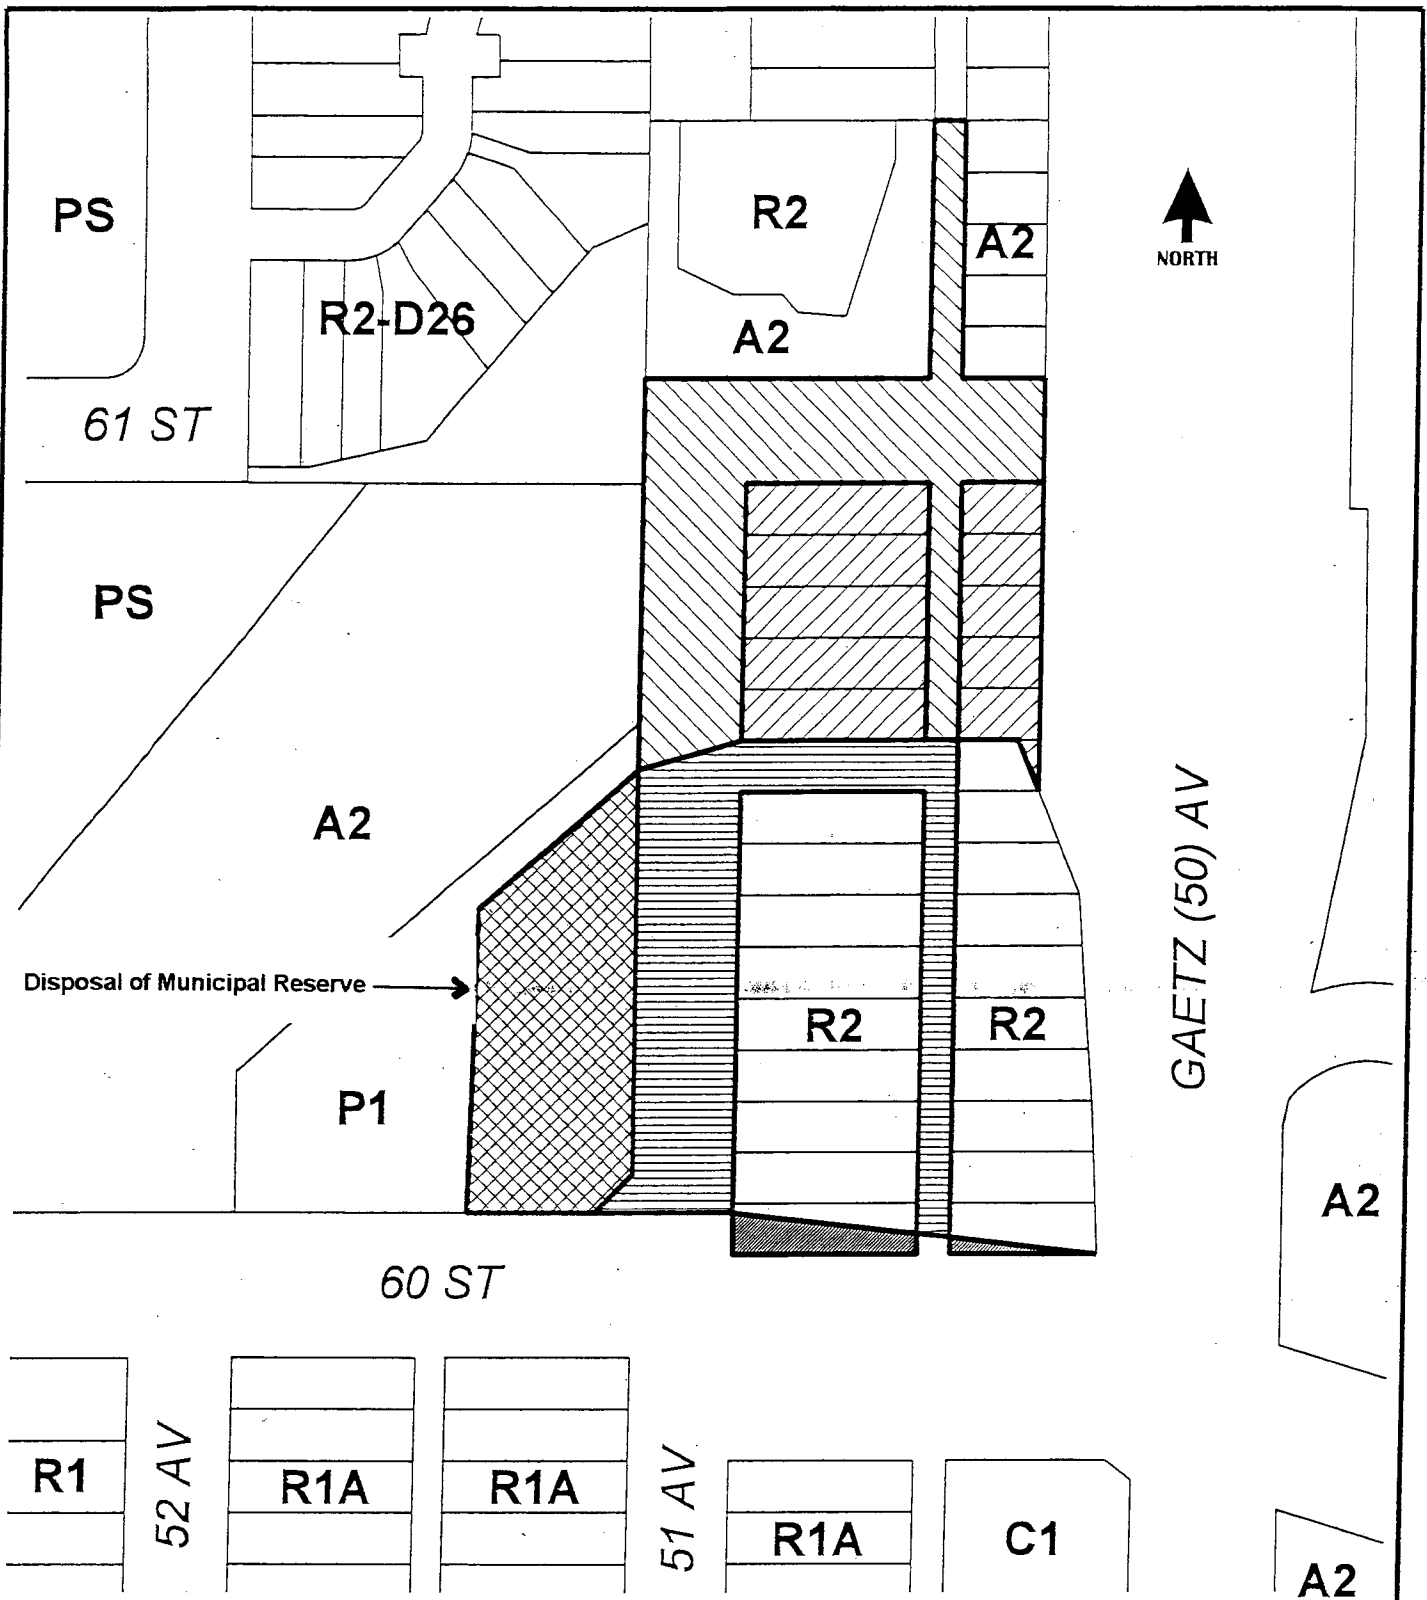 PS
R2
A2
NORTH
R2-D26
A2
61 ST
PS
A2
GAETZ (50) AV
Disposal of Municipal Reserve
R2
R2
P1
A2
60 ST
R1
52 AV
R1A
R1A
51 AV
R1A
C1
A2